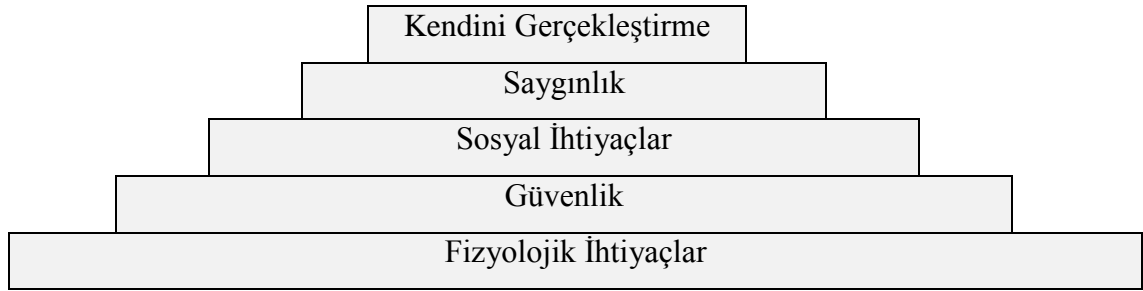 Kendini Gerçekleştirme
Saygınlık
Sosyal İhtiyaçlar
Güvenlik
Fizyolojik İhtiyaçlar